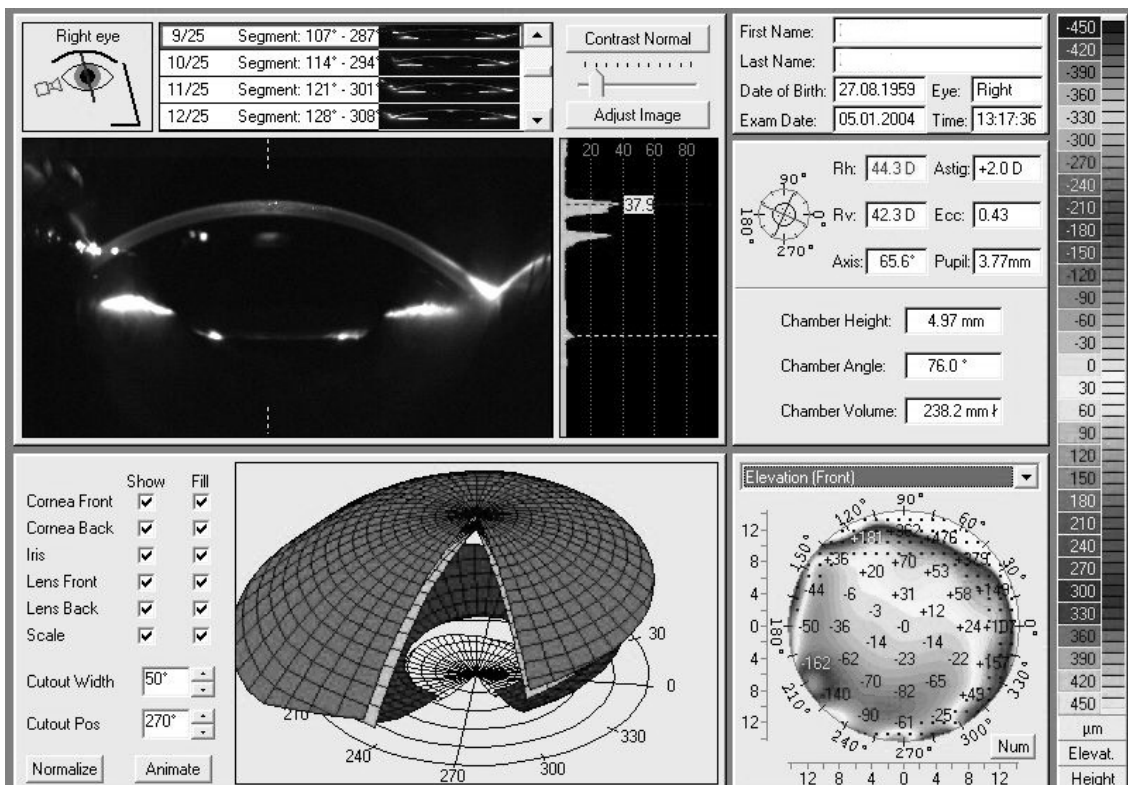 Right eye
9/25 Segment: 107° - 287°
10/25 Segment: 114° - 294°
11/25 Segment: 121° - 301°
12/25 Segment: 128° - 308°
Contrast Normal
Adjust Image
20 40 60 80
37.9
First Name:
Last Name:
Date of Birth: 27.08.1959 Eye: Right
Exam Date: 05.01.2004 Time: 13:17:36
90°
180° 0°
270°
Rh: 44.3 D Astig: +2.0 D
Rv: 42.3 D Ecc: 0.43
Axis: 65.6° Pupil: 3.77mm
Chamber Height: 4.97 mm
Chamber Angle: 76.0 °
Chamber Volume: 238.2 mm
Show Fill
Cornea Front
Cornea Back
Iris
Lens Front
Lens Back
Scale
Cutout Width 50°
Cutout Pos 270°
Normalize Animate
30
0
330
300
270
240
210
Elevation (Front)
90°
120° 60°
150° 30°
180° 0°
210° 330°
240° 300°
270°
12
8
4
0
4
8
12
+181 +476
+36 +70 +379
+20 +53
-44 -6 +31 +58
-3 +12
-50 -36 -0 +24 +107
-14 -14
-162 -62 -23 -22 +157
-70 -65
-140 -82 +49
-90 -61 -25
12 8 4 0 4 8 12
Num
-450
-420
-390
-360
-330
-300
-270
-240
-210
-180
-150
-120
-90
-60
-30
0
30
60
90
120
150
180
210
240
270
300
330
360
390
420
450
µm
Elevat.
Height